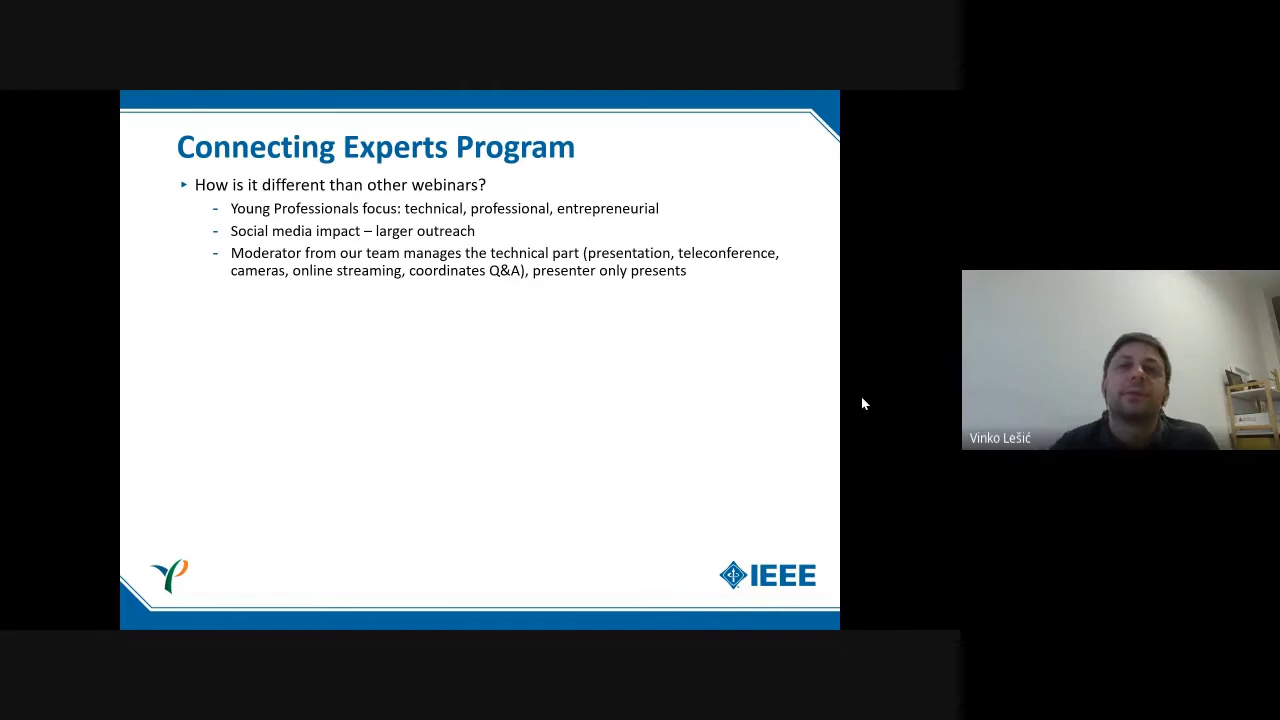 Connecting Experts Program
‣ How is it different than other webinars?
- Young Professionals focus: technical, professional, entrepreneurial
- Social media impact – larger outreach
- Moderator from our team manages the technical part (presentation, teleconference,
cameras, online streaming, coordinates Q&A), presenter only presents
Vinko Lešić
IEEE